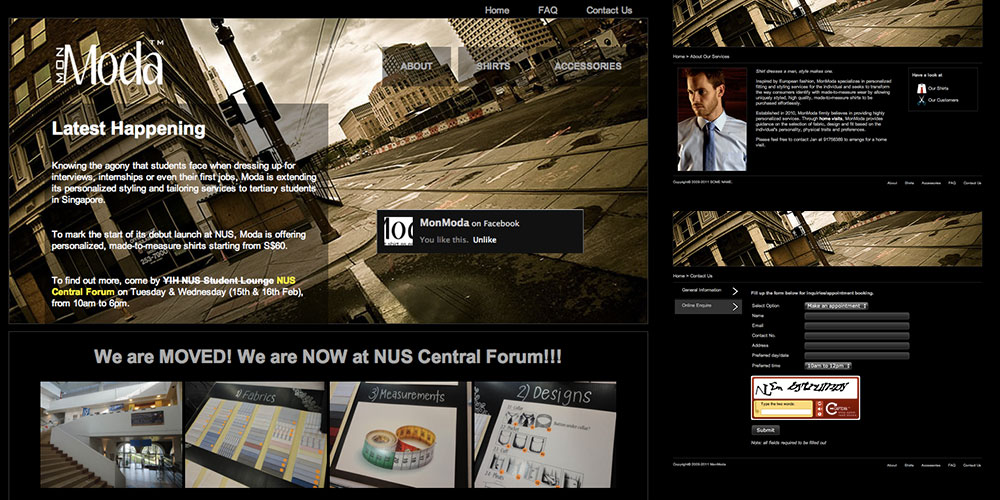 Home FAQ Contact Us
MON Moda™
ABOUT SHIRTS ACCESSORIES
Latest Happening
Knowing the agony that students face when dressing up for
interviews, internships or even their first jobs, Moda is extending
its personalized styling and tailoring services to tertiary students
in Singapore.
To mark the start of its debut launch at NUS, Moda is offering
personalized, made-to-measure shirts starting from S$60.
To find out more, come by YIH NUS Student Lounge NUS
Central Forum on Tuesday & Wednesday (15th & 16th Feb),
from 10am to 6pm.
MonModa on Facebook
You like this. Unlike
We are MOVED! We are NOW at NUS Central Forum!!!
1) Fabrics
3) Measurements
2) Designs
Home > About Our Services
Shirt dresses a man, style makes one.
Inspired by European fashion, MonModa specializes in personalized
fitting and styling services for the individual and seeks to transform
the way consumers identify with made-to-measure wear by allowing
uniquely styled, high quality, made-to-measure shirts to be
purchased effortlessly.
Established in 2010, MonModa firmly believes in providing highly
personalized services. Through home visits, MonModa provides
guidance on the selection of fabric, design and fit based on the
individual's personality, physical traits and preferences.
Please feel free to contact Jan at 91758369 to arrange for a home
visit.
Have a look at
Our Shirts
Our Customers
Copyright© 2009-2011 SOME NAME.
About Shirts Accessories FAQ Contact Us
Home > Contact Us
General Information
Online Enquire
Fill up the form below for inquiries/appointment booking.
Select Option Make an appointment
Name
Email
Contact No.
Address
Preferred day/date
Preferred time 10am to 12pm
Type the two words:
Submit
Note: all fields required to be filled out
Copyright© 2009-2011 MonModa
About Shirts Accessories FAQ Contact Us